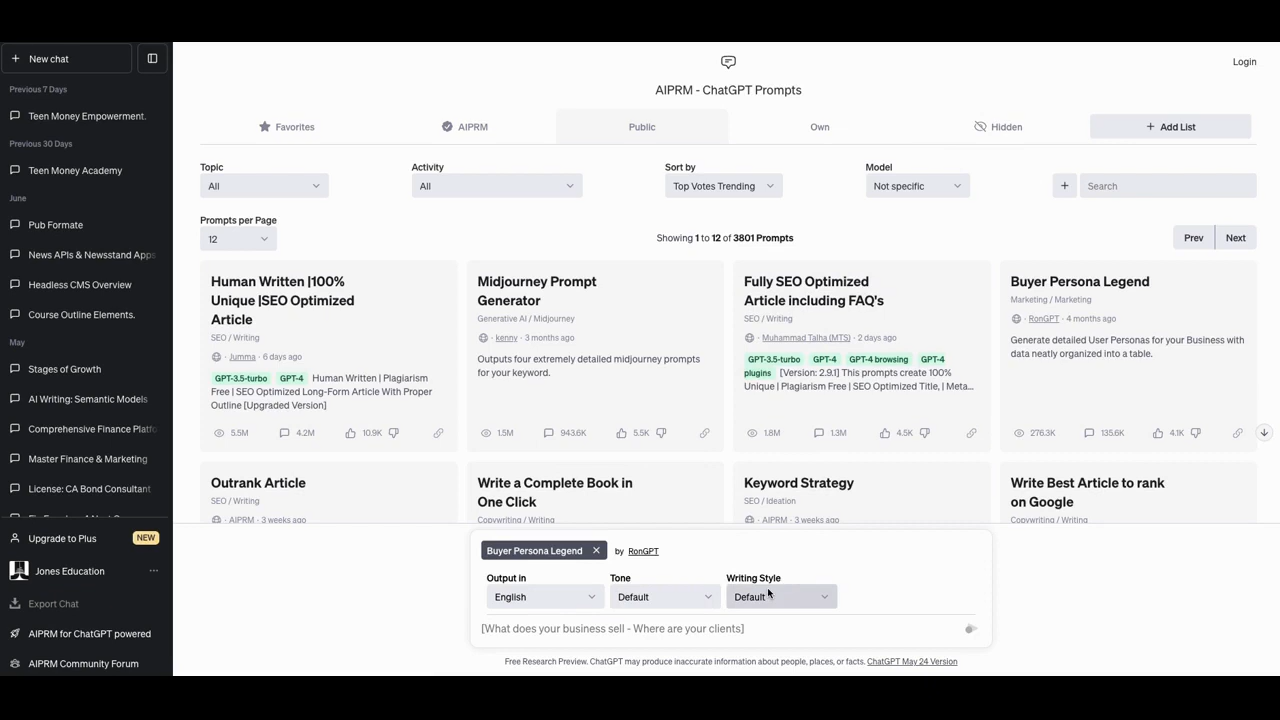 New chat
Previous 7 Days
Teen Money Empowerment.
Previous 30 Days
Teen Money Academy
June
Pub Formate
News APIs & Newsstand Apps
Headless CMS Overview
Course Outline Elements.
May
Stages of Growth
AI Writing: Semantic Models
Comprehensive Finance Platfo
Master Finance & Marketing
License: CA Bond Consultant
Upgrade to Plus NEW
Jones Education
Export Chat
AIPRM for ChatGPT powered
AIPRM Community Forum
Login
AIPRM - ChatGPT Prompts
Favorites AIPRM Public Own Hidden + Add List
Topic Activity Sort by Model
All All Top Votes Trending Not specific + Search
Prompts per Page
12 Showing 1 to 12 of 3801 Prompts Prev Next
Human Written |100%
Unique |SEO Optimized
Article
SEO / Writing
· Jumma · 6 days ago
GPT-3.5-turbo GPT-4 Human Written | Plagiarism
Free | SEO Optimized Long-Form Article With Proper
Outline [Upgraded Version]
5.5M 4.2M 10.9K
Midjourney Prompt
Generator
Generative AI / Midjourney
· kenny · 3 months ago
Outputs four extremely detailed midjourney prompts
for your keyword.
1.5M 943.6K 5.5K
Fully SEO Optimized
Article including FAQ's
SEO / Writing
· Muhammad Talha (MTS) · 2 days ago
GPT-3.5-turbo GPT-4 GPT-4 browsing GPT-4
plugins [Version: 2.9.1] This prompts create 100%
Unique | Plagiarism Free | SEO Optimized Title, | Meta...
1.8M 1.3M 4.5K
Buyer Persona Legend
Marketing / Marketing
· RonGPT · 4 months ago
Generate detailed User Personas for your Business with
data neatly organized into a table.
276.3K 135.6K 4.1K
Outrank Article
SEO / Writing
· AIPRM · 3 weeks ago
Write a Complete Book in
One Click
Copywriting / Writing
Keyword Strategy
SEO / Ideation
· AIPRM · 3 weeks ago
Write Best Article to rank
on Google
Copywriting / Writing
Buyer Persona Legend by RonGPT
Output in Tone Writing Style
English Default Default
[What does your business sell - Where are your clients]
Free Research Preview. ChatGPT may produce inaccurate information about people, places, or facts. ChatGPT May 24 Version